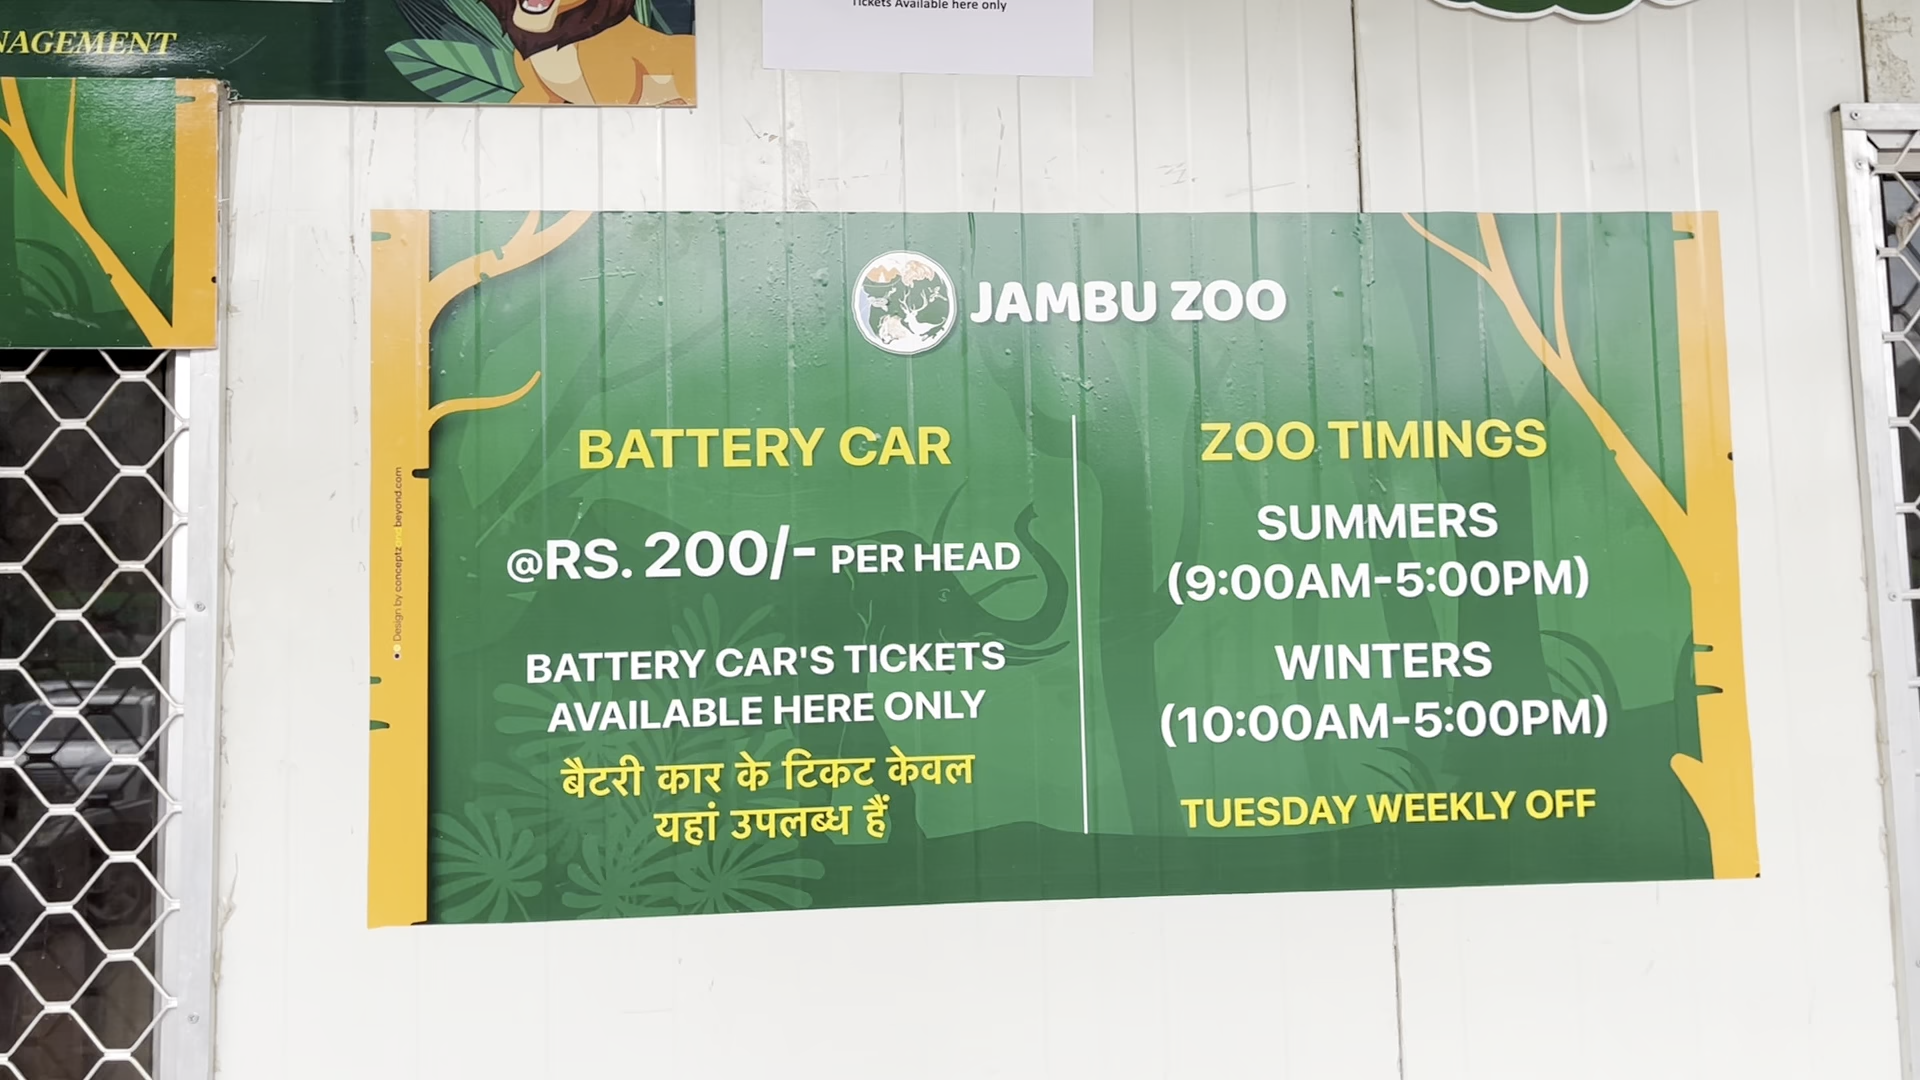 NAGEMENT
Tickets Available here only
JAMBU ZOO
BATTERY CAR
@RS. 200/- PER HEAD
BATTERY CAR'S TICKETS
AVAILABLE HERE ONLY
बैटरी कार के टिकट केवल
यहां उपलब्ध हैं
ZOO TIMINGS
SUMMERS
(9:00AM-5:00PM)
WINTERS
(10:00AM-5:00PM)
TUESDAY WEEKLY OFF
Design by conceptz and beyond.com